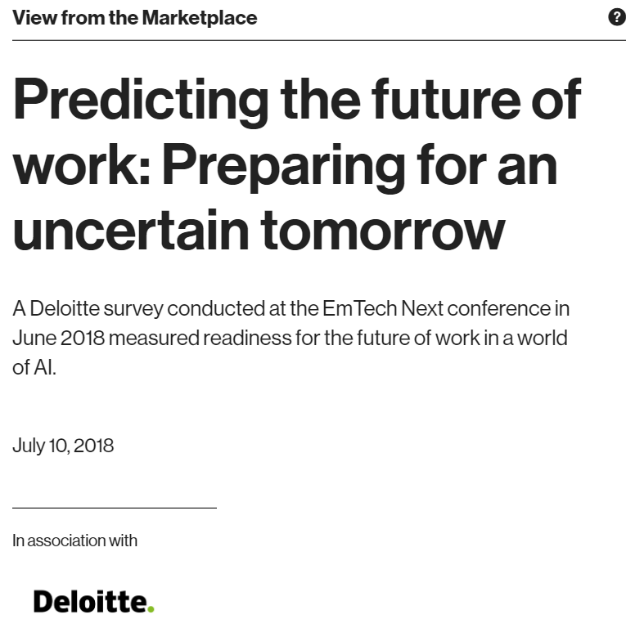 View from the Marketplace
?
Predicting the future of
work: Preparing for an
uncertain tomorrow
A Deloitte survey conducted at the EmTech Next conference in
June 2018 measured readiness for the future of work in a world
of AI.
July 10, 2018
In association with
Deloitte.